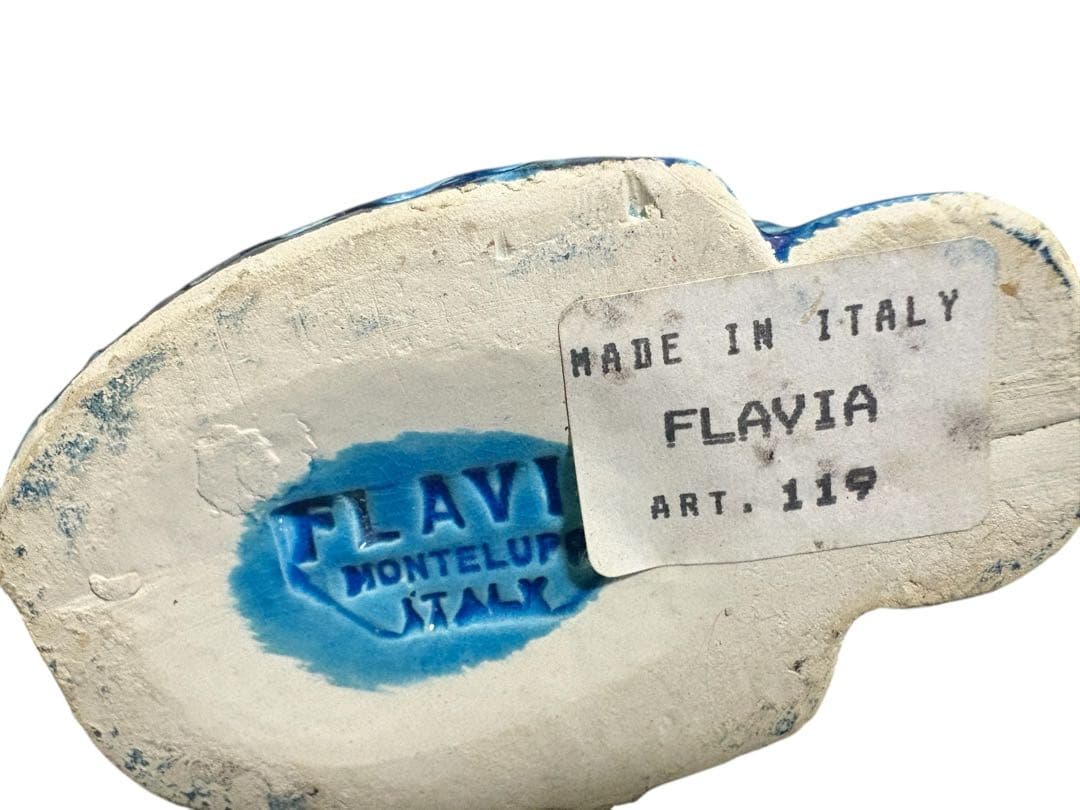 MADE IN ITALY
FLAVIA
ART. 119
FLAVI
MONTELUP
ITALY